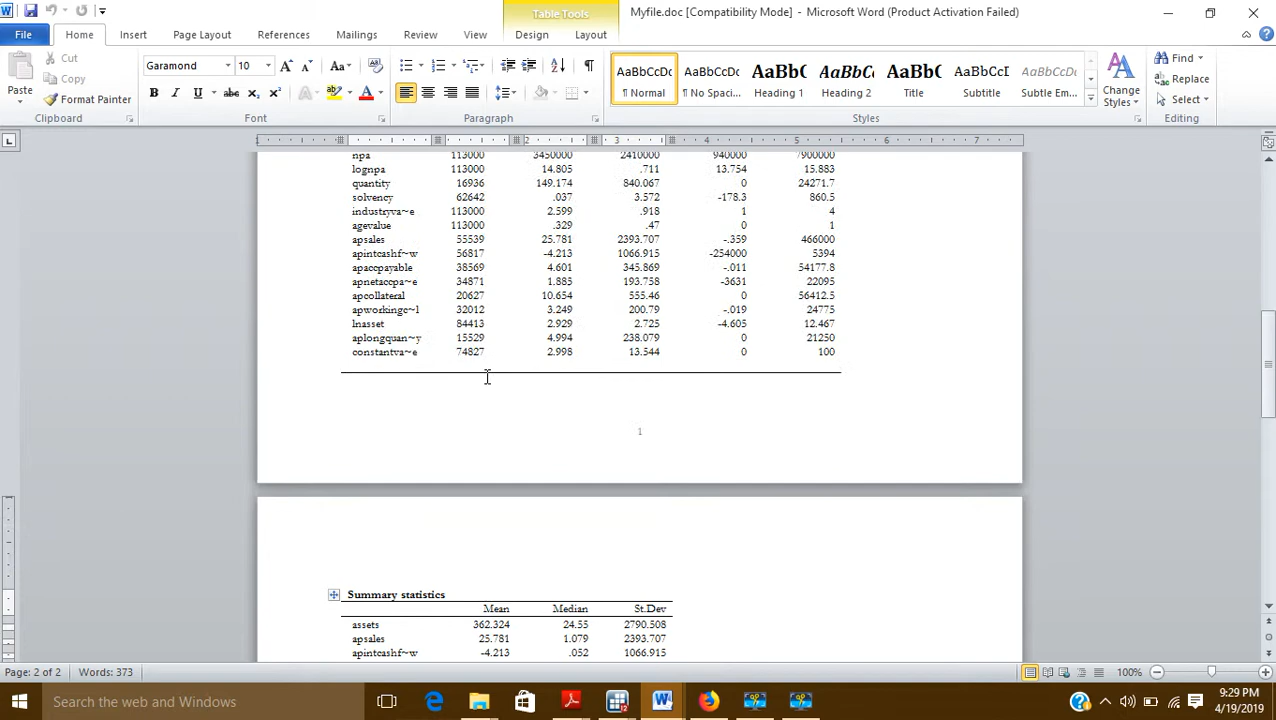 Table Tools
Myfile.doc [Compatibility Mode] - Microsoft Word (Product Activation Failed)
File Home Insert Page Layout References Mailings Review View Design Layout
Paste
Cut
Copy
Format Painter
Clipboard
Garamond 10
Font
Paragraph
AaBbCcDc AaBbCcDc AaBbC AaBbCc AaBbC AaBbCcD AaBbCcDc
¶ Normal ¶ No Spaci... Heading 1 Heading 2 Title Subtitle Subtle Em...
Change Styles
Styles
Find
Replace
Select
Editing
1 2 3 4 5 6 7
npa 113000 3450000 2410000 940000 7900000
lognpa 113000 14.805 .711 13.754 15.883
quantity 16936 149.174 840.067 0 24271.7
solvency 62642 .037 3.572 -178.3 860.5
industryva~e 113000 2.599 .918 1 4
agevalue 113000 .329 .47 0 1
apsales 55539 25.781 2393.707 -.359 466000
apintcashf~w 56817 -4.213 1066.915 -254000 5394
apaccpayable 38569 4.601 345.869 -.011 54177.8
apnetaccpa~e 34871 1.885 193.758 -3631 22095
apcollateral 20627 10.654 555.46 0 56412.5
apworkingc~l 32012 3.249 200.79 -.019 24775
lnasset 84413 2.929 2.725 -4.605 12.467
aplongquan~y 15529 4.994 238.079 0 21250
constantva~e 74827 2.998 13.544 0 100
1
Summary statistics
Mean Median St.Dev
assets 362.324 24.55 2790.508
apsales 25.781 1.079 2393.707
apintcashf~w -4.213 .052 1066.915
Page: 2 of 2 Words: 373 100%
Search the web and Windows
9:29 PM
4/19/2019